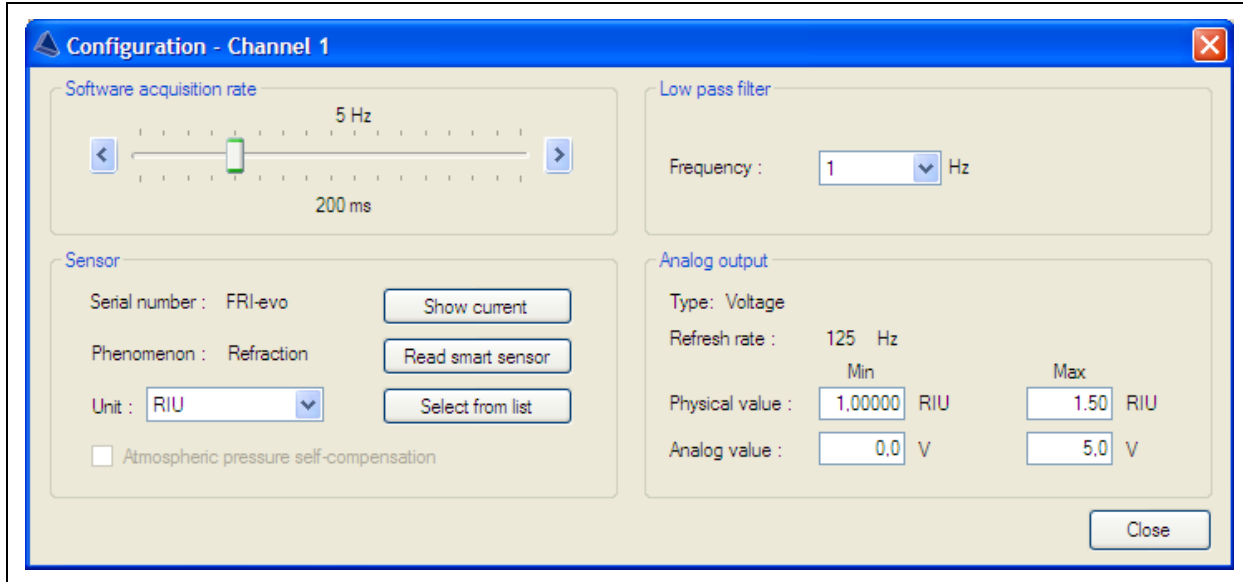 Configuration - Channel 1
Software acquisition rate
5 Hz
200 ms
Low pass filter
Frequency : 1 Hz
Sensor
Serial number : FRI-evo Show current
Phenomenon : Refraction Read smart sensor
Unit : RIU Select from list
Atmospheric pressure self-compensation
Analog output
Type: Voltage
Refresh rate : 125 Hz
Min Max
Physical value : 1,00000 RIU 1.50 RIU
Analog value : 0,0 V 5,0 V
Close